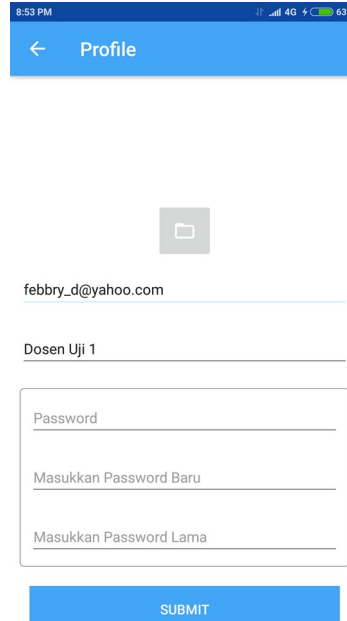 8:53 PM 4G 63
Profile
febbry_d@yahoo.com
Dosen Uji 1
Password
Masukkan Password Baru
Masukkan Password Lama
SUBMIT